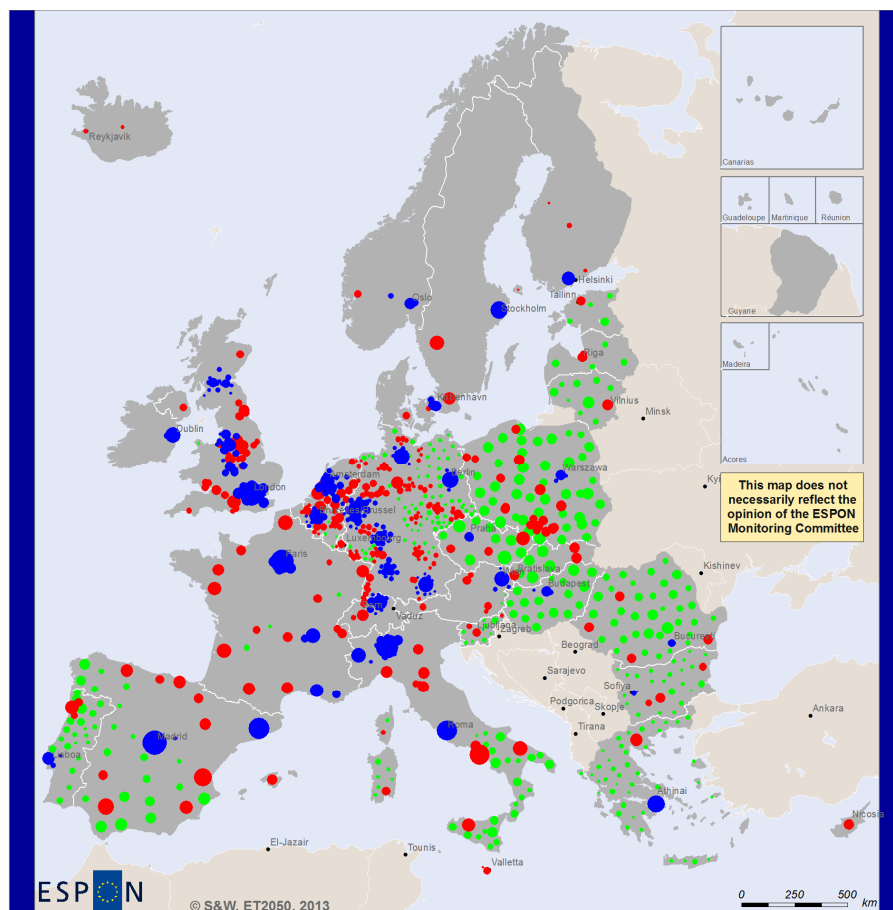 Reykjavik
Canarias
Guadeloupe
Martinique
Réunion
Guyane
Madeira
Acores
This map does not
necessarily reflect the
opinion of the ESPON
Monitoring Committee
Oslo
Helsinki
Tallinn
Stockholm
Riga
København
Vilnius
Minsk
Dublin
London
Amsterdam
Berlin
Warszawa
Luxembourg
Praha
Paris
Bratislava
Budapest
Kishinev
Vaduz
Ljubljana
Zagreb
Beograd
Bucuresti
Sarajevo
Sofiya
Podgorica
Skopje
Tirana
Ankara
Madrid
Lisboa
Roma
Athinai
Nicosia
El-Jazair
Tounis
Valletta
ESPON
© S&W, ET2050, 2013
0 250 500
km